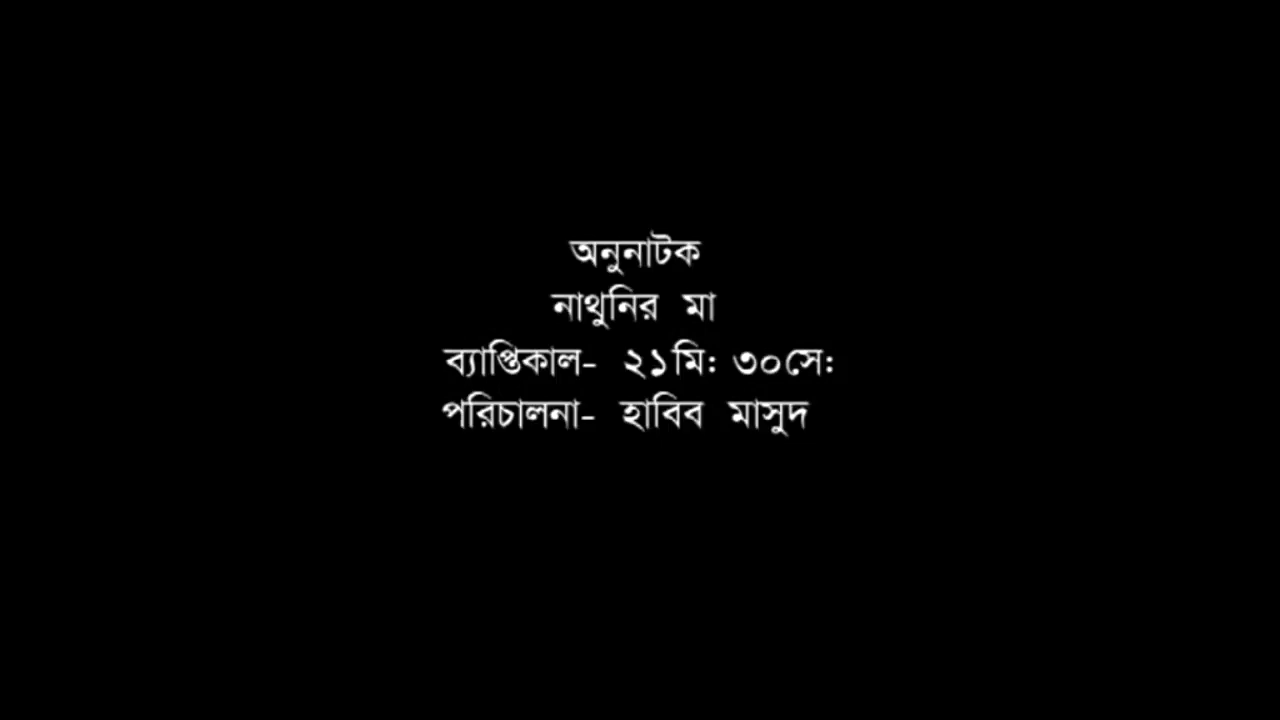 অনুনাটক
নাথুনির মা
ব্যাপ্তিকাল- ২১মি: ৩০সে:
পরিচালনা- হাবিব মাসুদ